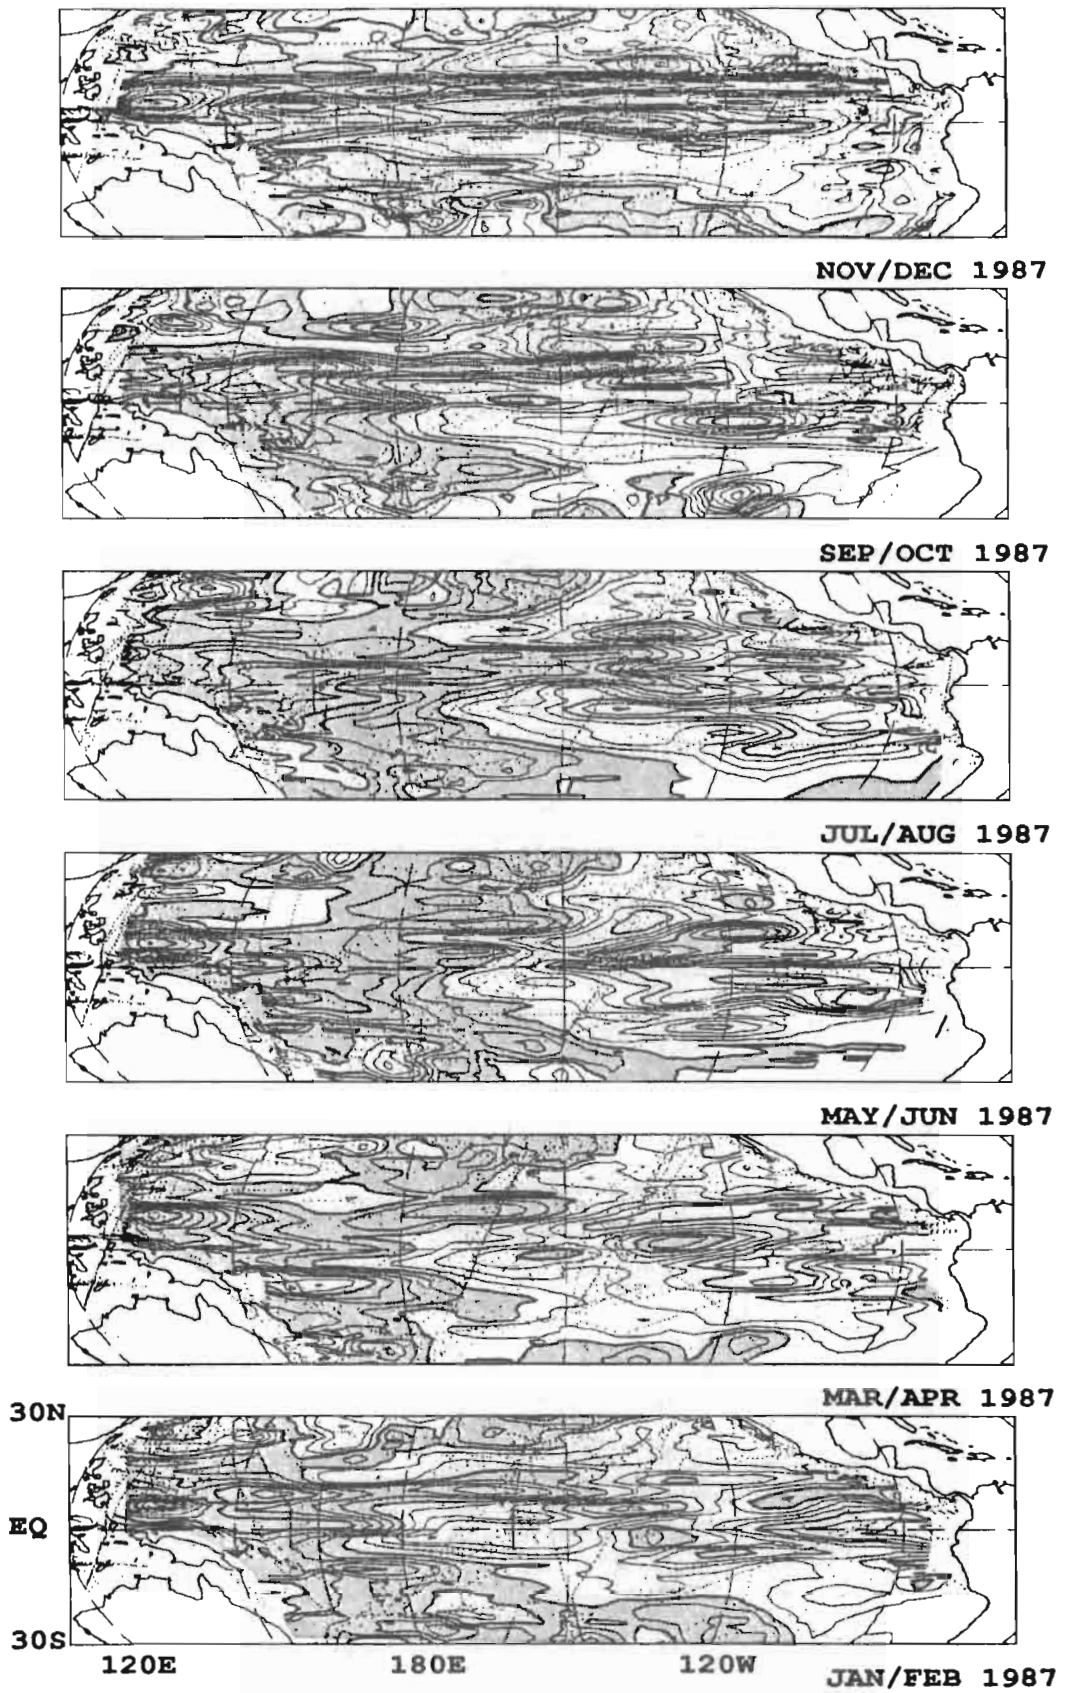 NOV/DEC 1987
SEP/OCT 1987
JUL/AUG 1987
MAY/JUN 1987
MAR/APR 1987
30N
EQ
30S
120E 180E 120W JAN/FEB 1987